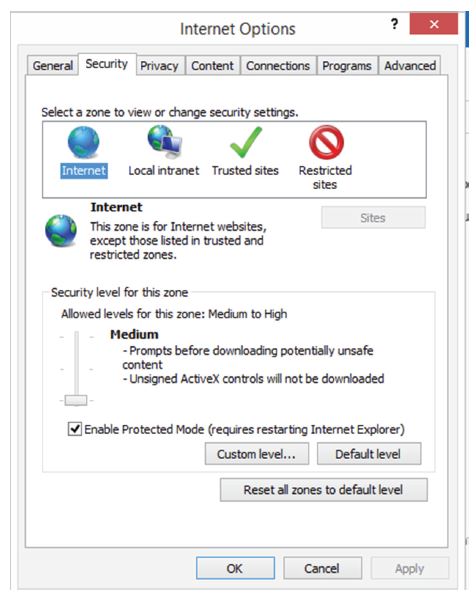 Internet Options
?
×
General Security Privacy Content Connections Programs Advanced
Select a zone to view or change security settings.
Internet Local intranet Trusted sites Restricted
sites
Internet
Sites
This zone is for Internet websites,
except those listed in trusted and
restricted zones.
Security level for this zone
Allowed levels for this zone: Medium to High
Medium
- Prompts before downloading potentially unsafe
content
- Unsigned ActiveX controls will not be downloaded
Enable Protected Mode (requires restarting Internet Explorer)
Custom level... Default level
Reset all zones to default level
OK Cancel Apply